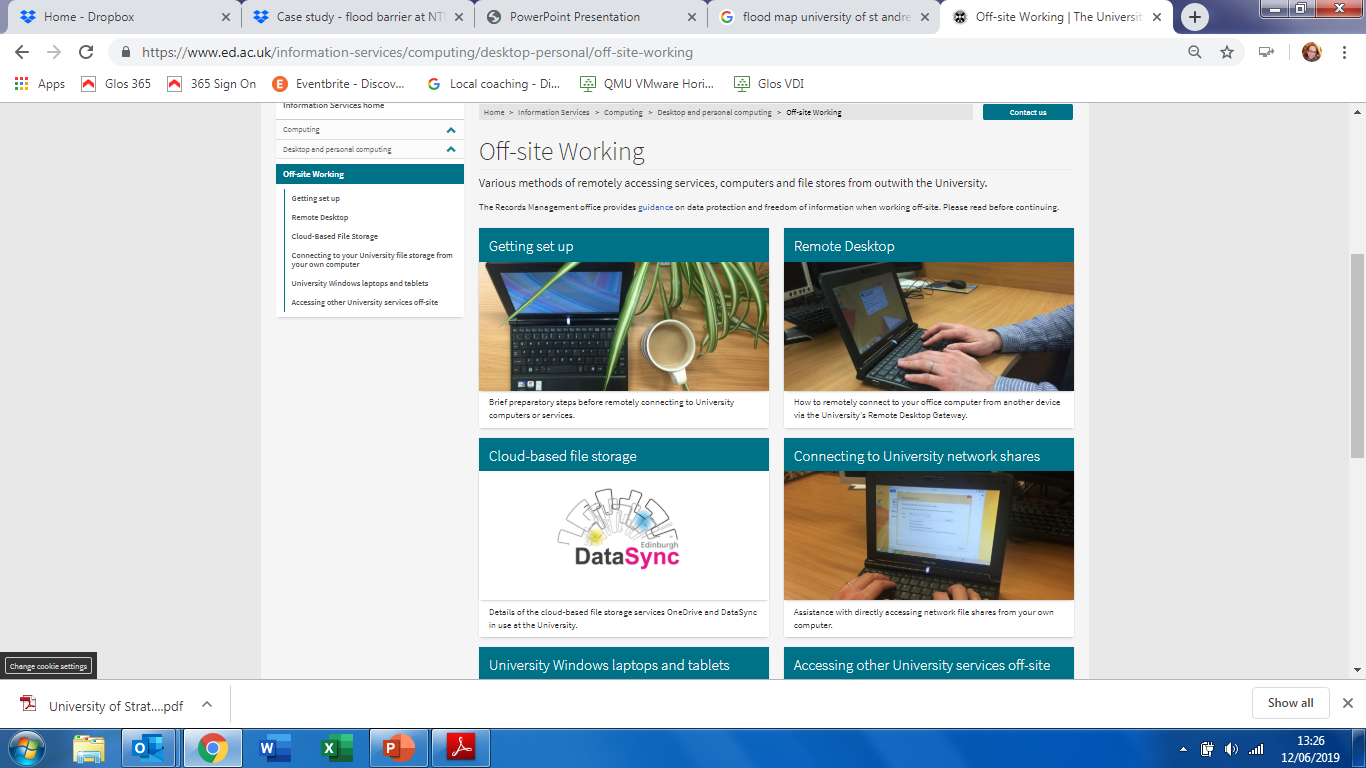 Home - Dropbox
Case study - flood barrier at NTU
PowerPoint Presentation
flood map university of st andre
Off-site Working | The Universit
https://www.ed.ac.uk/information-services/computing/desktop-personal/off-site-working
Apps
Glos 365
365 Sign On
Eventbrite - Discov...
Local coaching - Di...
QMU VMware Hori...
Glos VDI
Information Services home
Computing
Desktop and personal computing
Off-site Working
Getting set up
Remote Desktop
Cloud-Based File Storage
Connecting to your University file storage from
your own computer
University Windows laptops and tablets
Accessing other University services off-site
Home > Information Services > Computing > Desktop and personal computing > Off-site Working
Contact us
Off-site Working
Various methods of remotely accessing services, computers and file stores from outwith the University.
The Records Management office provides guidance on data protection and freedom of information when working off-site. Please read before continuing.
Getting set up
Brief preparatory steps before remotely connecting to University
computers or services.
Remote Desktop
How to remotely connect to your office computer from another device
via the University's Remote Desktop Gateway.
Cloud-based file storage
Edinburgh
DataSync
Details of the cloud-based file storage services OneDrive and DataSync
in use at the University.
Connecting to University network shares
Assistance with directly accessing network file shares from your own
computer.
University Windows laptops and tablets
Accessing other University services off-site
Change cookie settings
University of Strat....pdf
Show all
13:26
12/06/2019